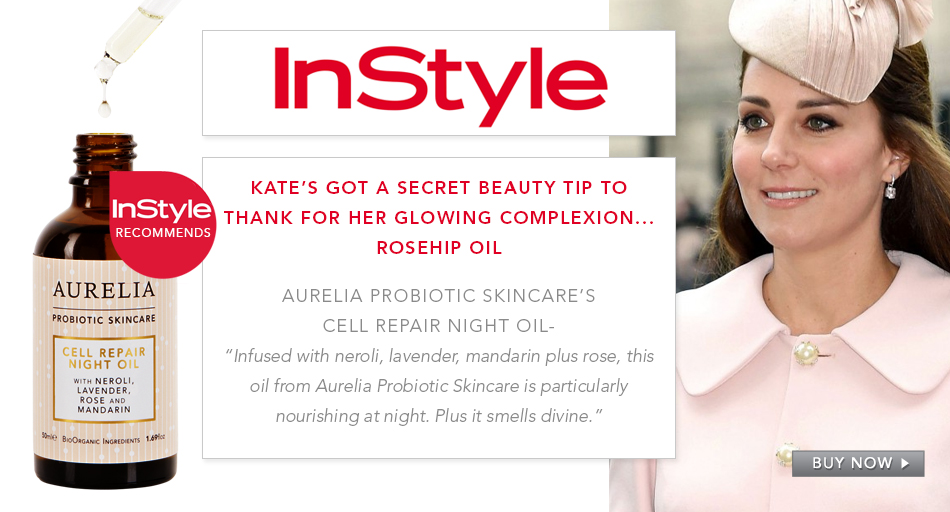 InStyle
KATE'S GOT A SECRET BEAUTY TIP TO
THANK FOR HER GLOWING COMPLEXION...
ROSEHIP OIL
AURELIA PROBIOTIC SKINCARE'S
CELL REPAIR NIGHT OIL-
"Infused with neroli, lavender, mandarin plus rose, this
oil from Aurelia Probiotic Skincare is particularly
nourishing at night. Plus it smells divine."
InStyle
RECOMMENDS
AURELIA
PROBIOTIC SKINCARE
CELL REPAIR
NIGHT OIL
WITH NEROLI,
LAVENDER,
ROSE AND
MANDARIN
50ml℮ BIOORGANIC INGREDIENTS 1.69floz
BUY NOW